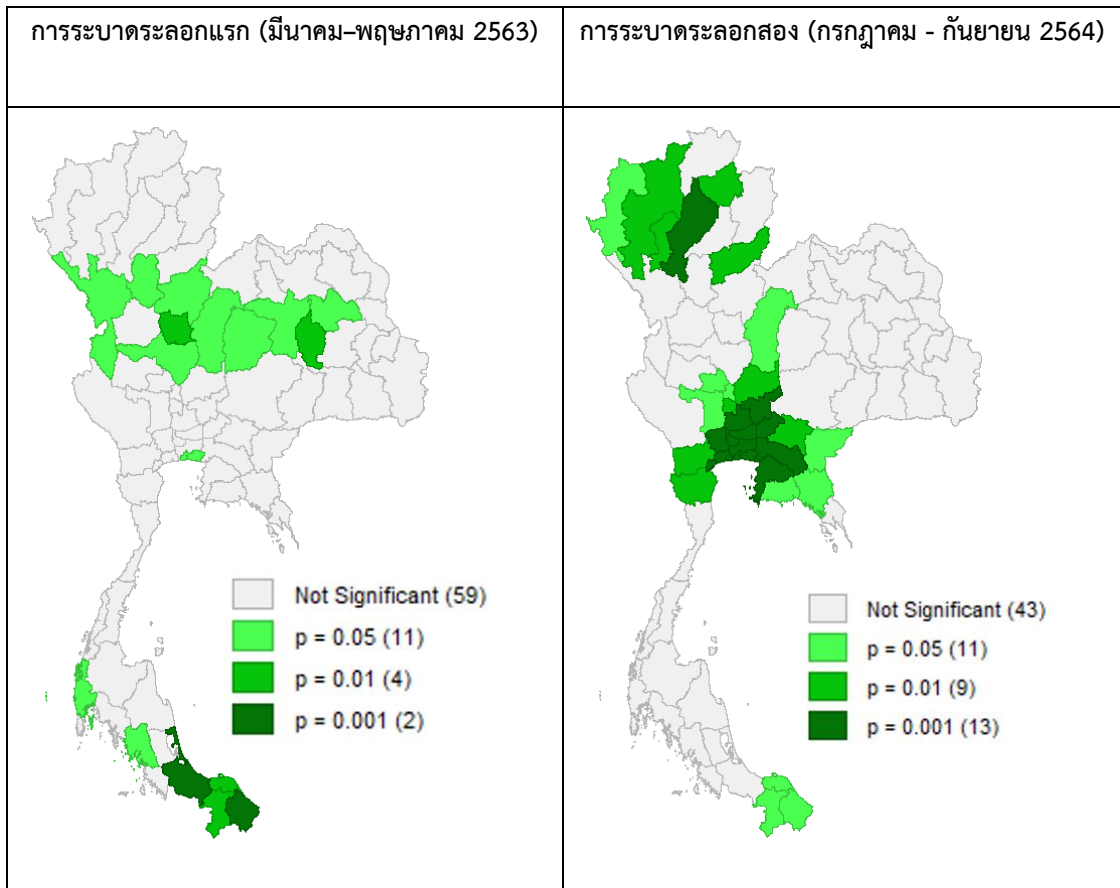 การระบาดระลอกแรก (มีนาคม–พฤษภาคม 2563)
การระบาดระลอกสอง (กรกฎาคม - กันยายน 2564)
Not Significant (59)
p = 0.05 (11)
p = 0.01 (4)
p = 0.001 (2)
Not Significant (43)
p = 0.05 (11)
p = 0.01 (9)
p = 0.001 (13)